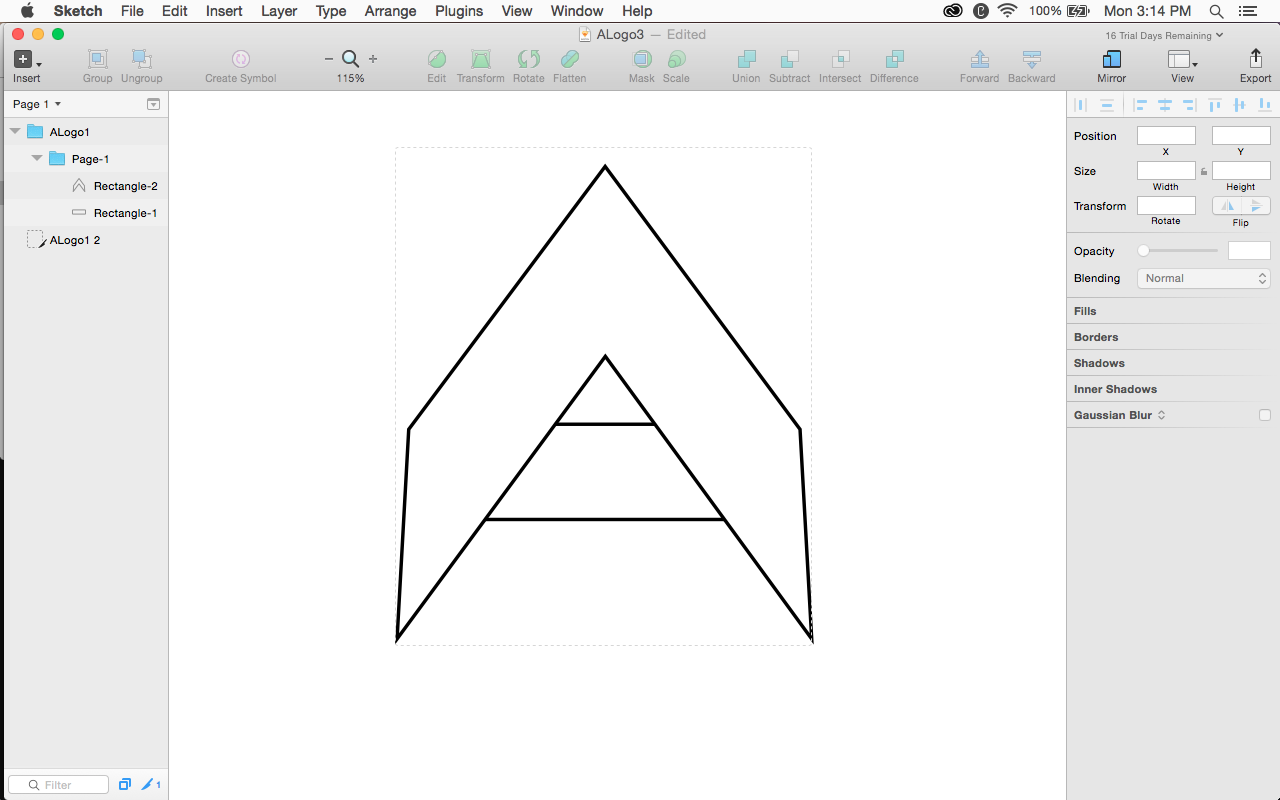 Sketch File Edit Insert Layer Type Arrange Plugins View Window Help 100% Mon 3:14 PM
ALogo3 — Edited
16 Trial Days Remaining
Insert Group Ungroup Create Symbol 115% Edit Transform Rotate Flatten Mask Scale Union Subtract Intersect Difference Forward Backward Mirror View Export
Page 1
ALogo1
Page-1
Rectangle-2
Rectangle-1
ALogo1 2
Filter
1
Position
X Y
Size
Width Height
Transform
Rotate Flip
Opacity
Blending Normal
Fills
Borders
Shadows
Inner Shadows
Gaussian Blur